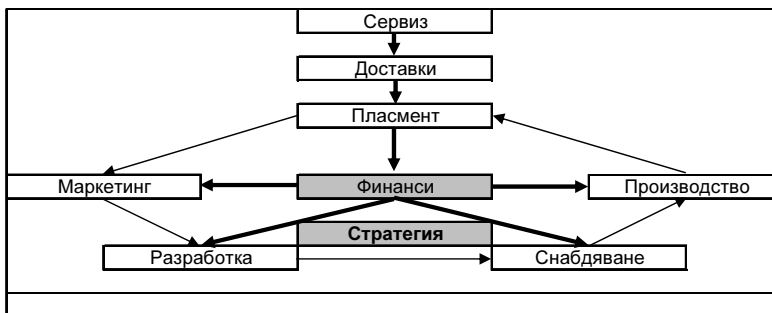 Сервиз
Доставки
Пласмент
Маркетинг
Финанси
Производство
Стратегия
Разработка
Снабдяване